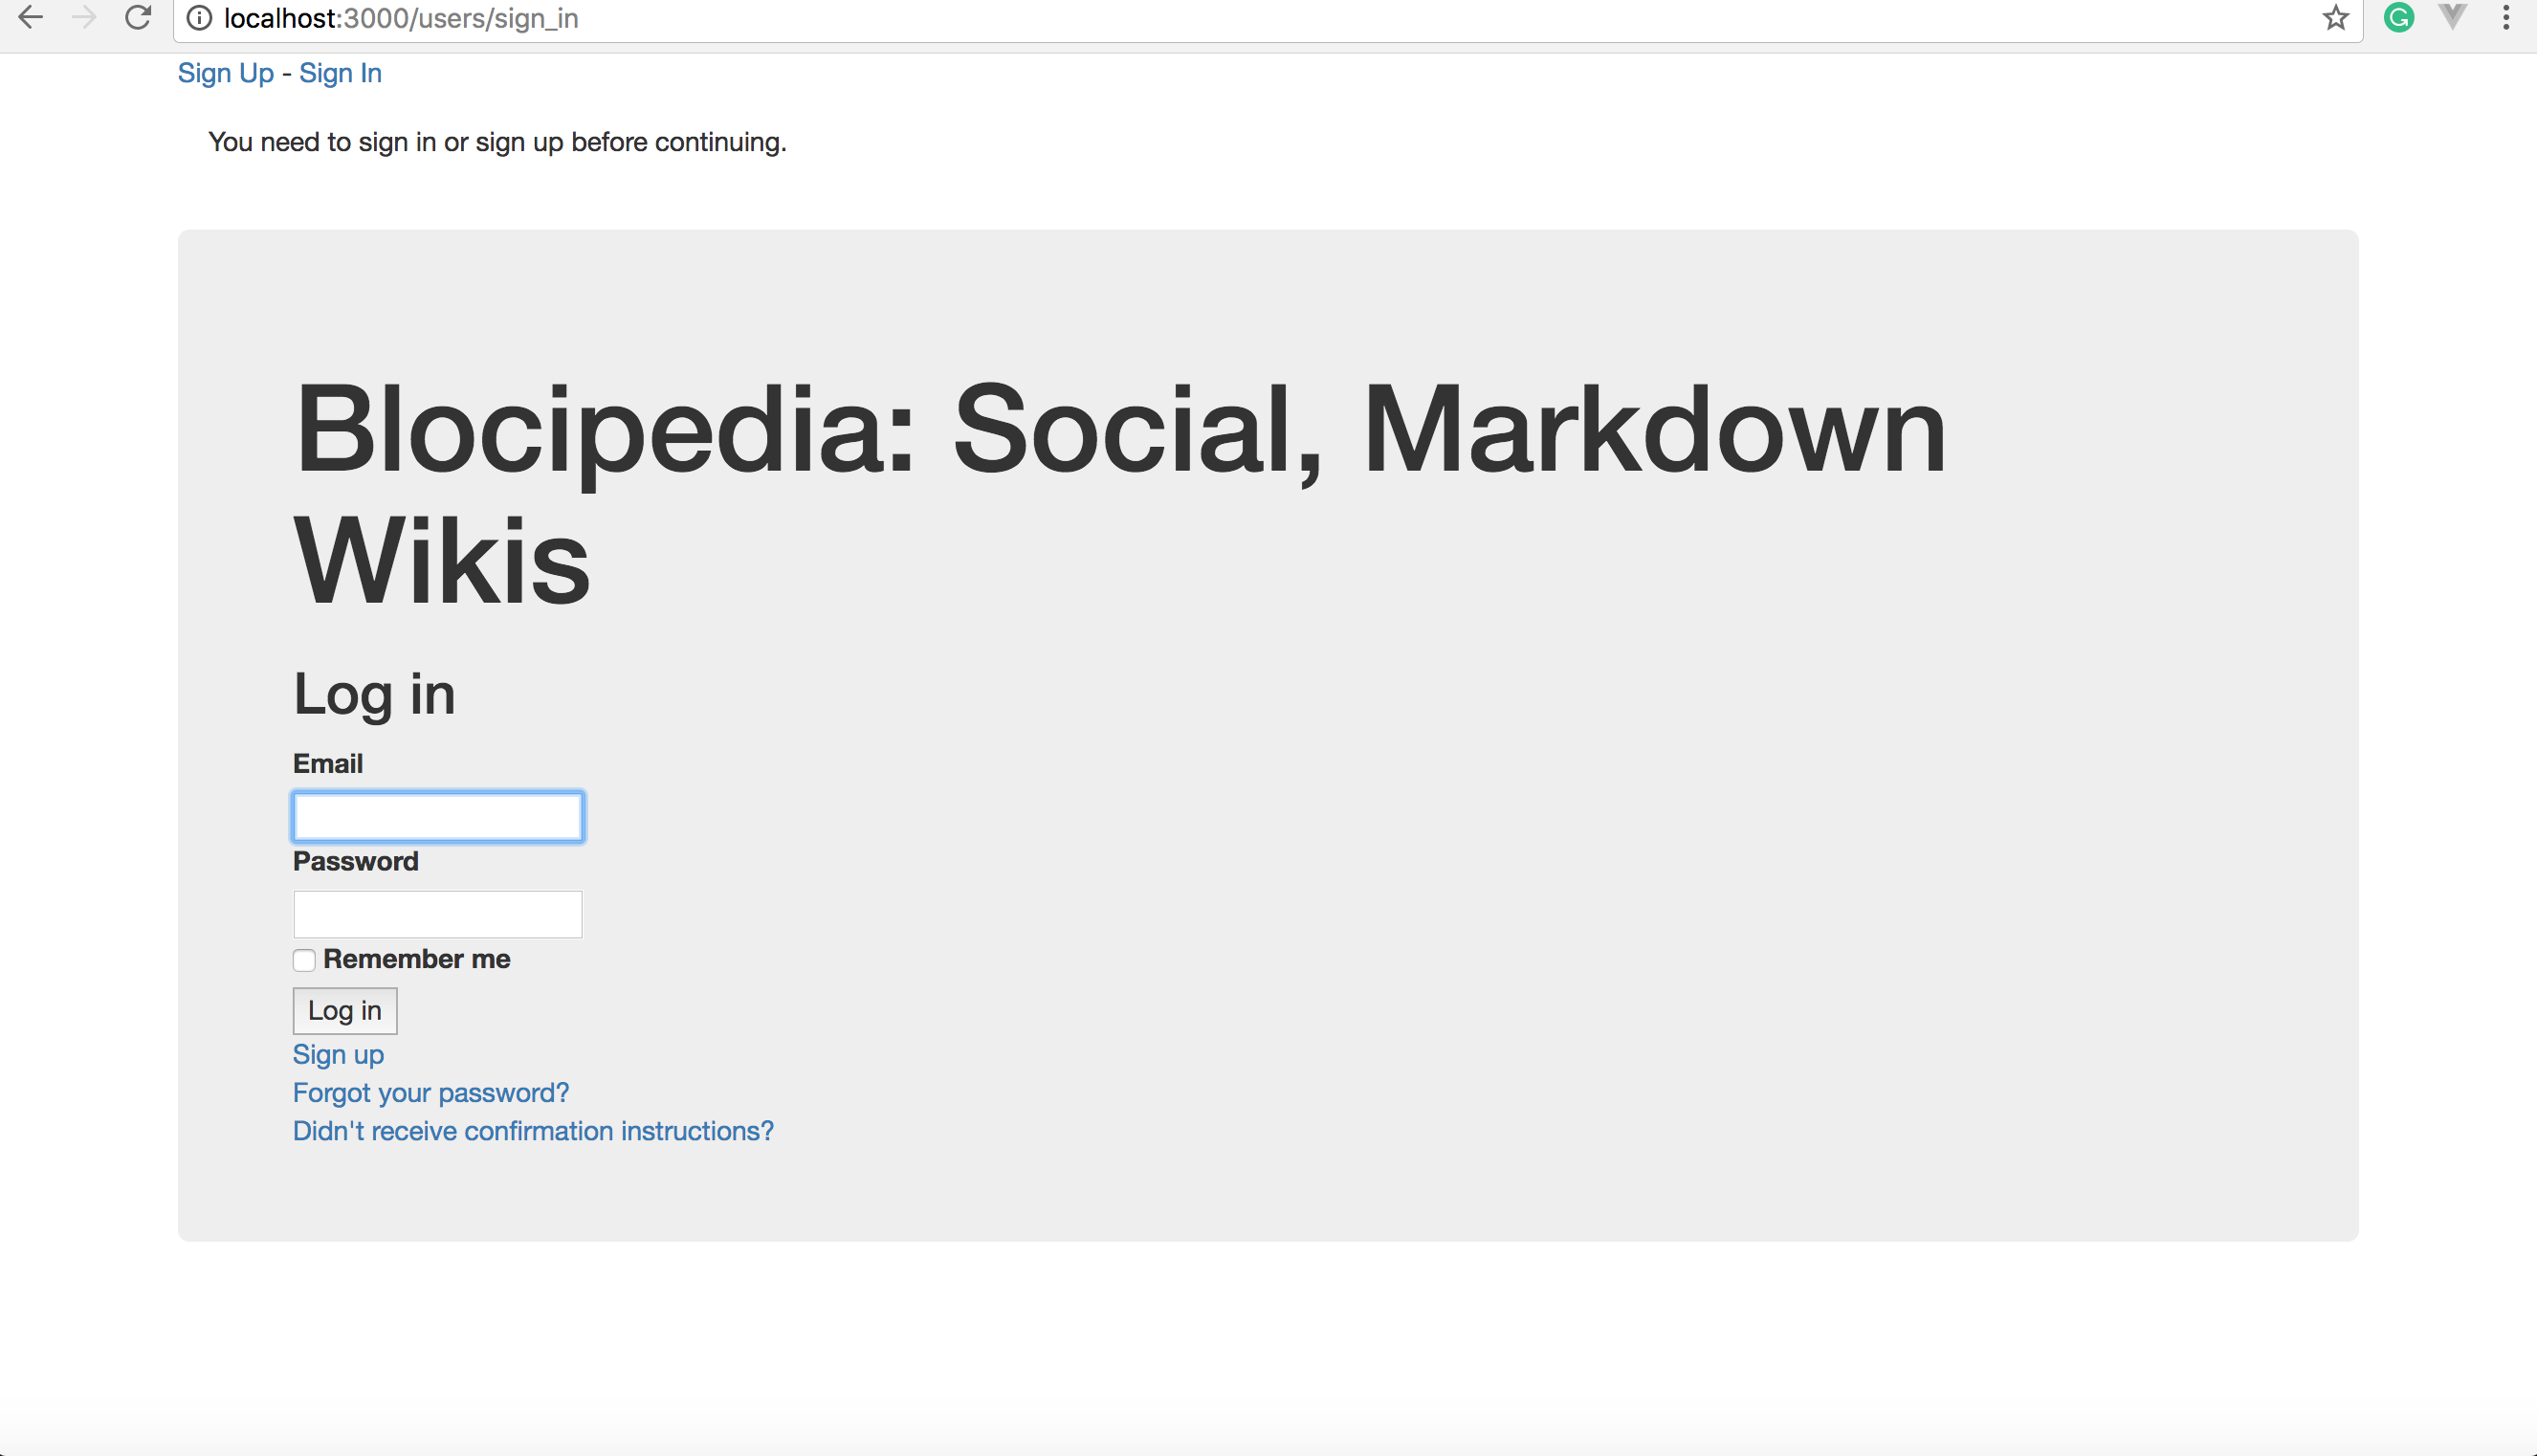 localhost:3000/users/sign_in
Sign Up - Sign In
You need to sign in or sign up before continuing.
Blocipedia: Social, Markdown
Wikis
Log in
Email
Password
Remember me
Log in
Sign up
Forgot your password?
Didn't receive confirmation instructions?